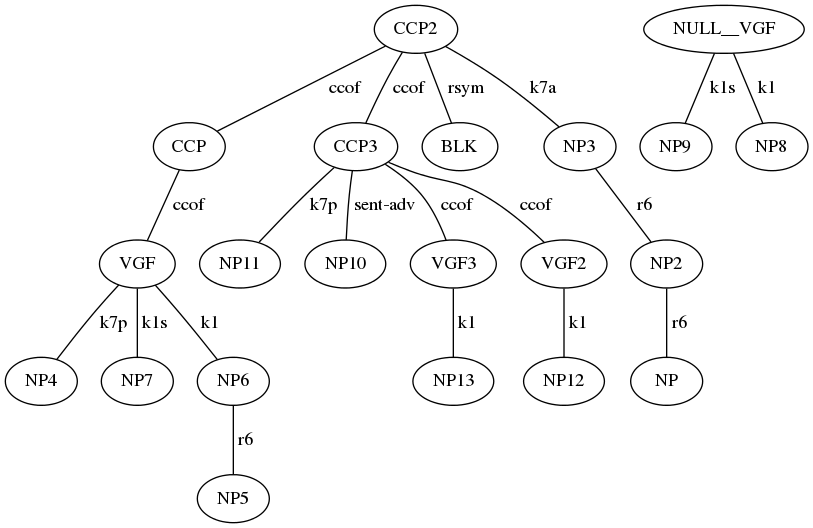 CCP2 NULL__VGF
ccof ccof rsym k7a k1s k1
CCP CCP3 BLK NP3 NP9 NP8
ccof k7p sent-adv ccof ccof r6
VGF NP11 NP10 VGF3 VGF2 NP2
k7p k1s k1 k1 k1 r6
NP4 NP7 NP6 NP13 NP12 NP
r6
NP5